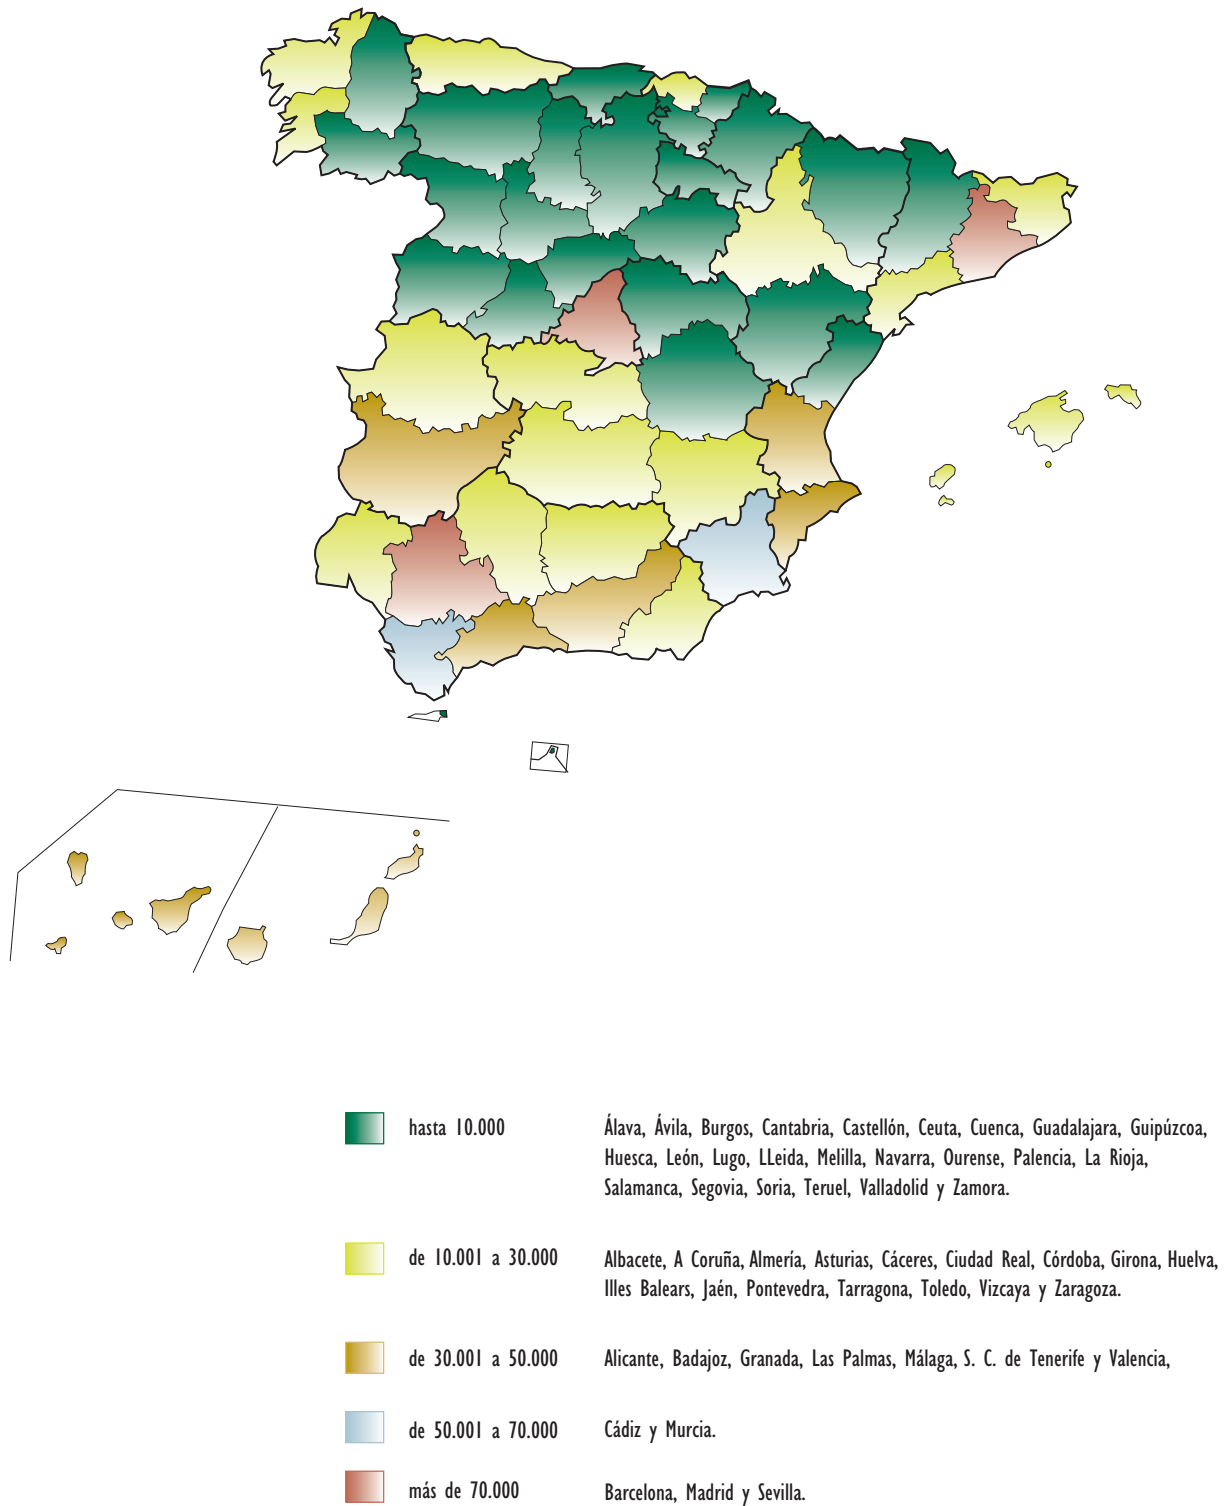 hasta 10.000 Álava, Ávila, Burgos, Cantabria, Castellón, Ceuta, Cuenca, Guadalajara, Guipúzcoa,
Huesca, León, Lugo, LLeida, Melilla, Navarra, Ourense, Palencia, La Rioja,
Salamanca, Segovia, Soria, Teruel, Valladolid y Zamora.
de 10.001 a 30.000 Albacete, A Coruña, Almería, Asturias, Cáceres, Ciudad Real, Córdoba, Girona, Huelva,
Illes Balears, Jaén, Pontevedra, Tarragona, Toledo, Vizcaya y Zaragoza.
de 30.001 a 50.000 Alicante, Badajoz, Granada, Las Palmas, Málaga, S. C. de Tenerife y Valencia,
de 50.001 a 70.000 Cádiz y Murcia.
más de 70.000 Barcelona, Madrid y Sevilla.